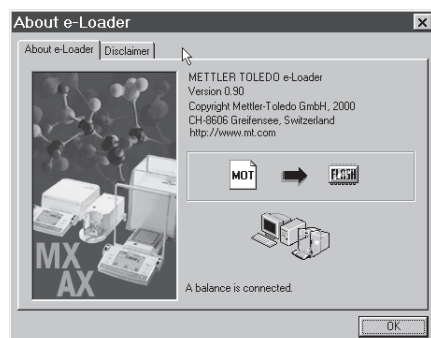 About e-Loader
About e-Loader Disclaimer
METTLER TOLEDO e-Loader
Version 0.90
Copyright Mettler-Toledo GmbH, 2000
CH-8606 Greifensee, Switzerland
http://www.mt.com
MOT FLASH
MX
AX
A balance is connected.
OK